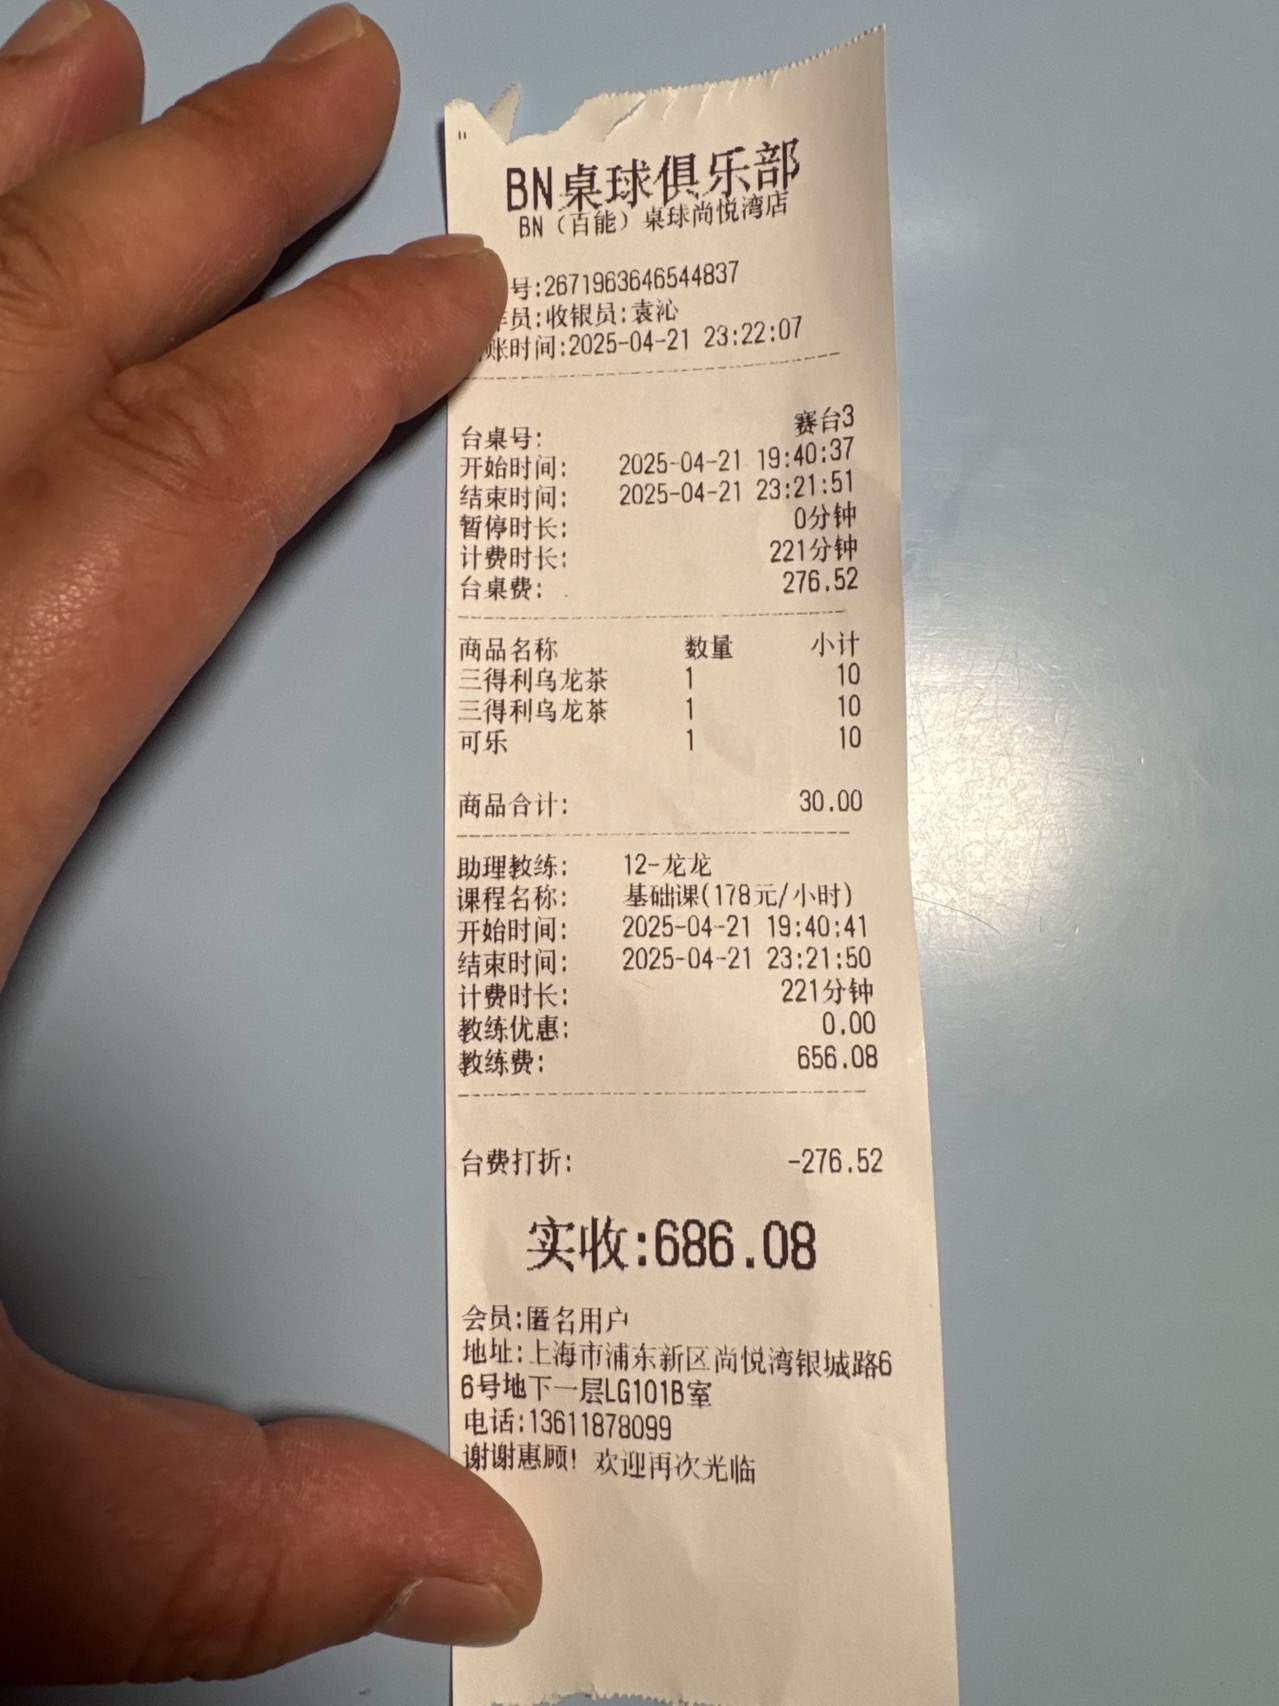 BN桌球俱乐部
BN（百能）桌球尚悦湾店
号:2671963646544837
员:收银员:袁沁
账时间:2025-04-21 23:22:07
台桌号: 赛台3
开始时间: 2025-04-21 19:40:37
结束时间: 2025-04-21 23:21:51
暂停时长: 0分钟
计费时长: 221分钟
台桌费: 276.52
商品名称 数量 小计
三得利乌龙茶 1 10
三得利乌龙茶 1 10
可乐 1 10
商品合计: 30.00
助理教练: 12-龙龙
课程名称: 基础课(178元/小时)
开始时间: 2025-04-21 19:40:41
结束时间: 2025-04-21 23:21:50
计费时长: 221分钟
教练优惠: 0.00
教练费: 656.08
台费打折: -276.52
实收:686.08
会员:匿名用户
地址:上海市浦东新区尚悦湾银城路6
6号地下一层LG101B室
电话:13611878099
谢谢惠顾! 欢迎再次光临